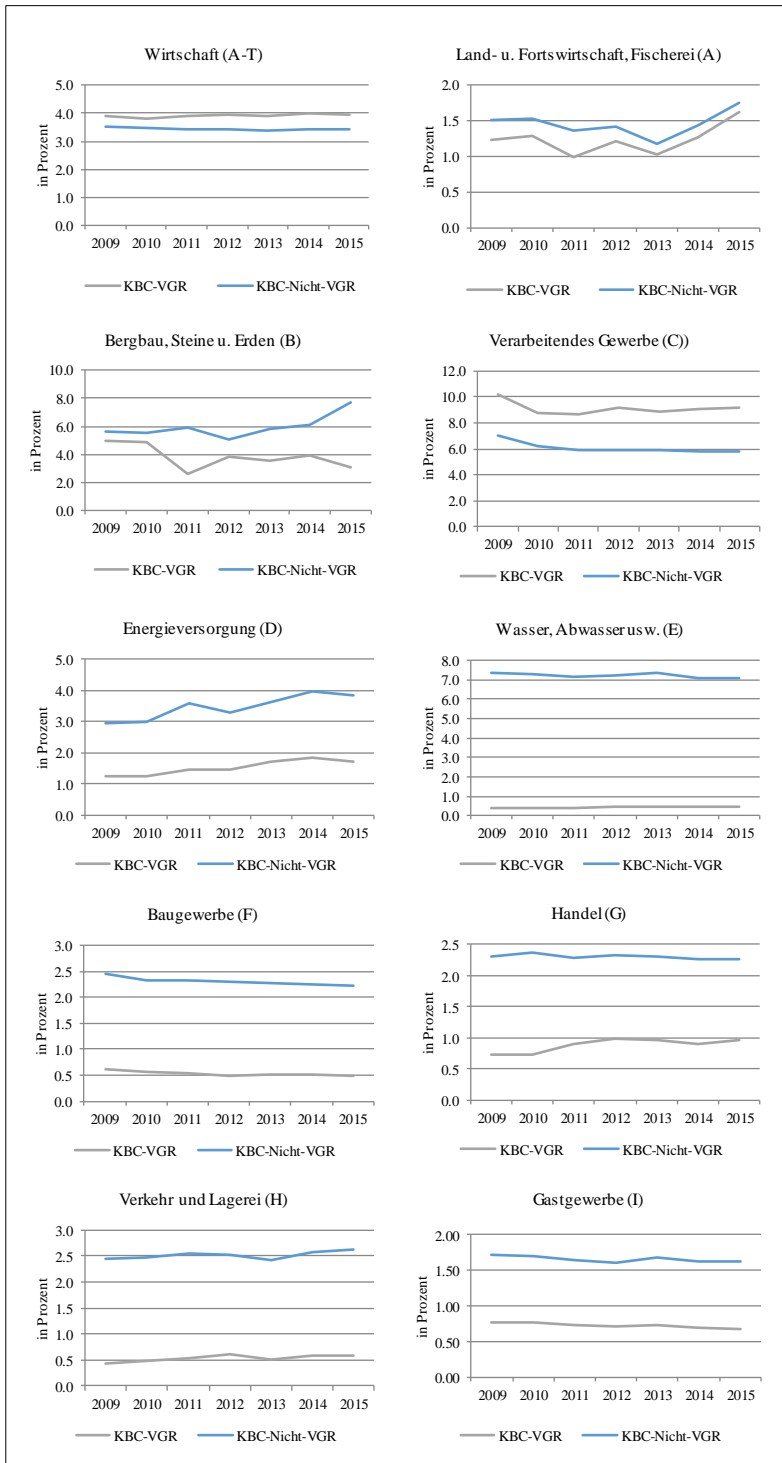 Wirtschaft (A-T)
in Prozent
5.0
4.0
3.0
2.0
1.0
0.0
2009 2010 2011 2012 2013 2014 2015
KBC-VGR KBC-Nicht-VGR
Land- u. Fortswirtschaft, Fischerei (A)
in Prozent
2.0
1.5
1.0
0.5
0.0
2009 2010 2011 2012 2013 2014 2015
KBC-VGR KBC-Nicht-VGR
Bergbau, Steine u. Erden (B)
in Prozent
10.0
8.0
6.0
4.0
2.0
0.0
2009 2010 2011 2012 2013 2014 2015
KBC-VGR KBC-Nicht-VGR
Verarbeitendes Gewerbe (C))
in Prozent
12.0
10.0
8.0
6.0
4.0
2.0
0.0
2009 2010 2011 2012 2013 2014 2015
KBC-VGR KBC-Nicht-VGR
Energieversorgung (D)
in Prozent
5.0
4.0
3.0
2.0
1.0
0.0
2009 2010 2011 2012 2013 2014 2015
KBC-VGR KBC-Nicht-VGR
Wasser, Abwasser usw. (E)
in Prozent
8.0
7.0
6.0
5.0
4.0
3.0
2.0
1.0
0.0
2009 2010 2011 2012 2013 2014 2015
KBC-VGR KBC-Nicht-VGR
Baugewerbe (F)
in Prozent
3.0
2.5
2.0
1.5
1.0
0.5
0.0
2009 2010 2011 2012 2013 2014 2015
KBC-VGR KBC-Nicht-VGR
Handel (G)
in Prozent
2.5
2.0
1.5
1.0
0.5
0.0
2009 2010 2011 2012 2013 2014 2015
KBC-VGR KBC-Nicht-VGR
Verkehr und Lagerei (H)
in Prozent
3.0
2.5
2.0
1.5
1.0
0.5
0.0
2009 2010 2011 2012 2013 2014 2015
KBC-VGR KBC-Nicht-VGR
Gastgewerbe (I)
in Prozent
2.00
1.50
1.00
0.50
0.00
2009 2010 2011 2012 2013 2014 2015
KBC-VGR KBC-Nicht-VGR